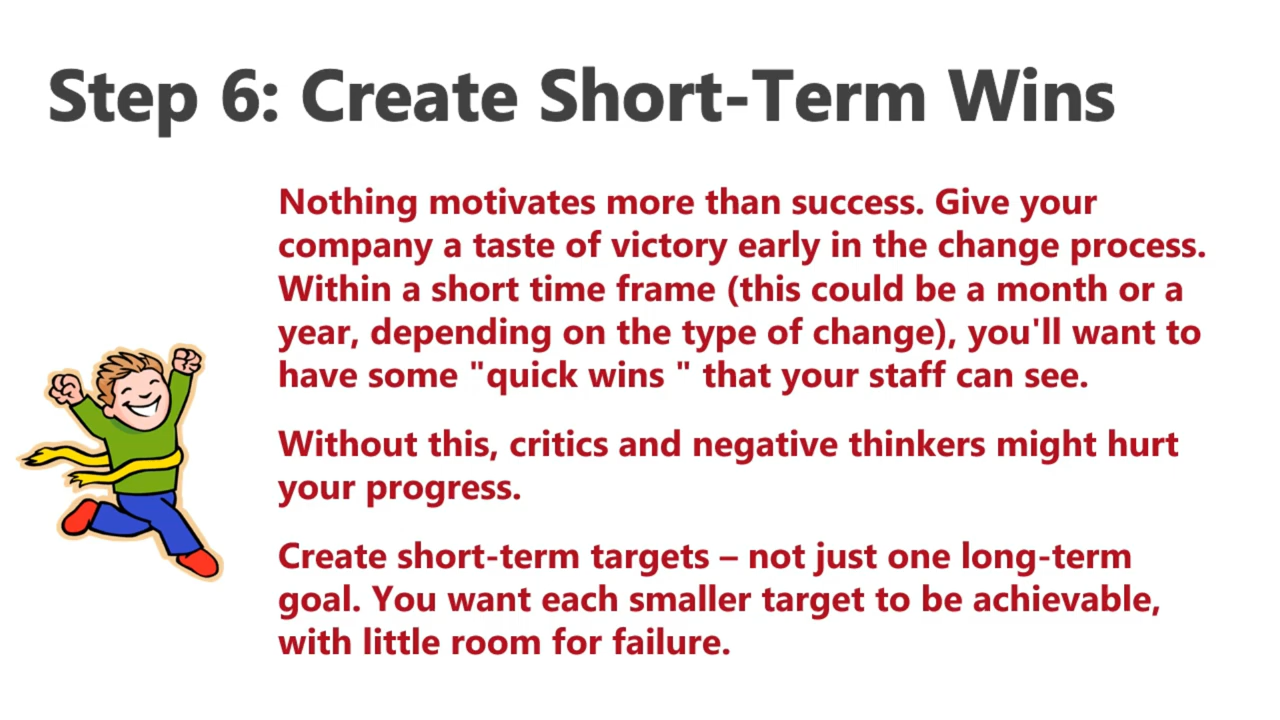 Step 6: Create Short-Term Wins
Nothing motivates more than success. Give your
company a taste of victory early in the change process.
Within a short time frame (this could be a month or a
year, depending on the type of change), you'll want to
have some "quick wins " that your staff can see.
Without this, critics and negative thinkers might hurt
your progress.
Create short-term targets – not just one long-term
goal. You want each smaller target to be achievable,
with little room for failure.